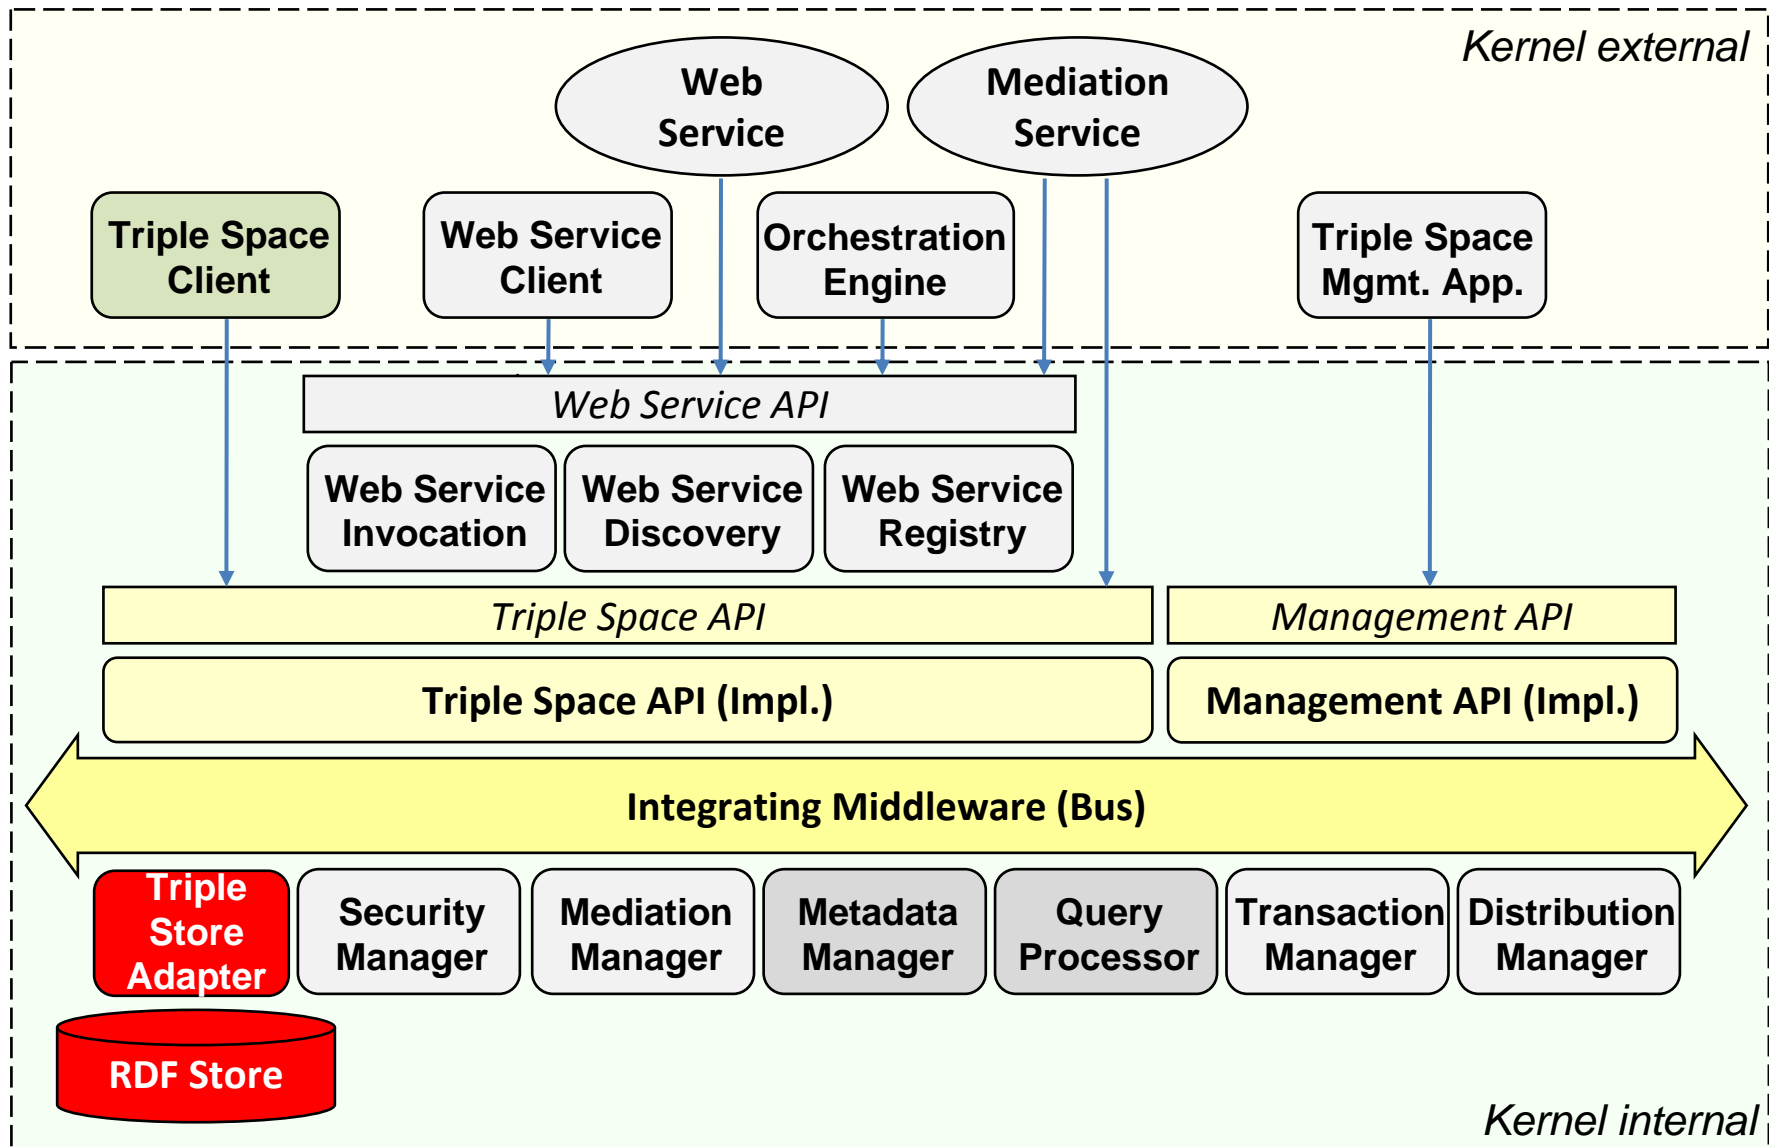 Kernel external
Web
Service
Mediation
Service
Triple Space
Client
Web Service
Client
Orchestration
Engine
Triple Space
Mgmt. App.
Web Service API
Web Service
Invocation
Web Service
Discovery
Web Service
Registry
Triple Space API
Management API
Triple Space API (Impl.)
Management API (Impl.)
Integrating Middleware (Bus)
Triple
Store
Adapter
Security
Manager
Mediation
Manager
Metadata
Manager
Query
Processor
Transaction
Manager
Distribution
Manager
RDF Store
Kernel internal